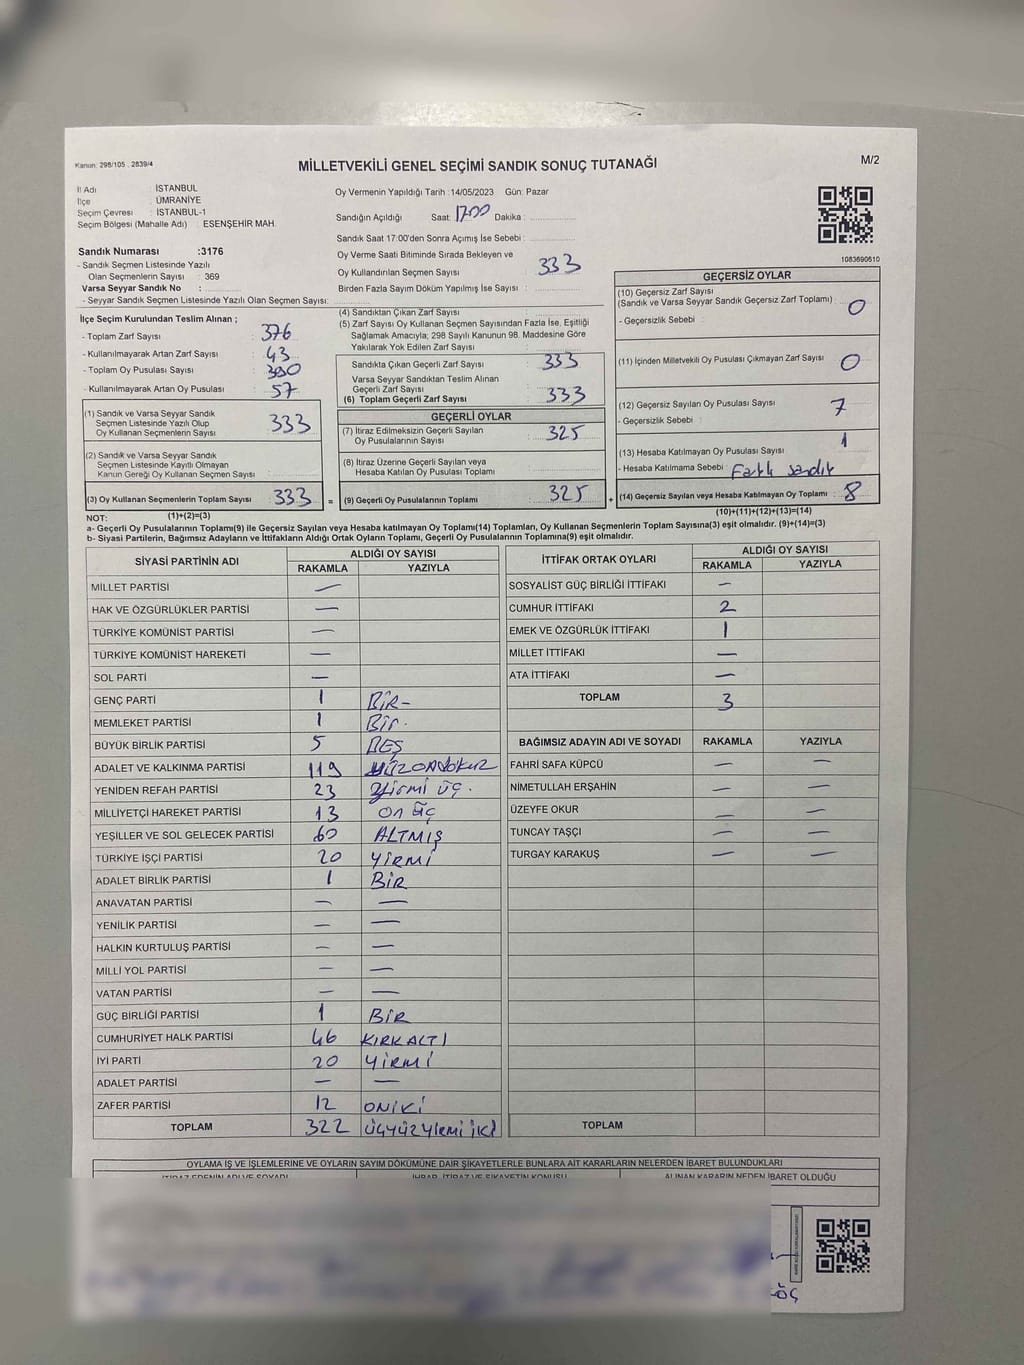 Kanun: 298/105 , 2839/4
MİLLETVEKİLİ GENEL SEÇİMİ SANDIK SONUÇ TUTANAĞI
M/2
İl Adı : İSTANBUL
İlçe : ÜMRANİYE
Seçim Çevresi : İSTANBUL-1
Seçim Bölgesi (Mahalle Adı) : ESENŞEHİR MAH.
Oy Vermenin Yapıldığı Tarih : 14/05/2023 Gün: Pazar
Sandığın Açıldığı Saat: 17.00 Dakika :
Sandık Saat 17:00'den Sonra Açımış İse Sebebi :
Sandık Numarası :3176
- Sandık Seçmen Listesinde Yazılı
Olan Seçmenlerin Sayısı : 369
Varsa Seyyar Sandık No :
- Seyyar Sandık Seçmen Listesinde Yazılı Olan Seçmen Sayısı:
Oy Verme Saati Bitiminde Sırada Bekleyen ve
Oy Kullandırılan Seçmen Sayısı : 333
Birden Fazla Sayım Döküm Yapılmış İse Sayısı :
1083690610
İlçe Seçim Kurulundan Teslim Alınan ;
- Toplam Zarf Sayısı : 376
- Kullanılmayarak Artan Zarf Sayısı : 43
- Toplam Oy Pusulası Sayısı : 390
- Kullanılmayarak Artan Oy Pusulası : 57
(1) Sandık ve Varsa Seyyar Sandık
Seçmen Listesinde Yazılı Olup
Oy Kullanan Seçmenlerin Sayısı : 333
(2) Sandık ve Varsa Seyyar Sandık
Seçmen Listesinde Kayıtlı Olmayan
Kanun Gereği Oy Kullanan Seçmen Sayısı :
(3) Oy Kullanan Seçmenlerin Toplam Sayısı : 333 =
(1)+(2)=(3)
(4) Sandıktan Çıkan Zarf Sayısı :
(5) Zarf Sayısı Oy Kullanan Seçmen Sayısından Fazla İse, Eşitliği
Sağlamak Amacıyla, 298 Sayılı Kanunun 98. Maddesine Göre
Yakılarak Yok Edilen Zarf Sayısı :
Sandıkta Çıkan Geçerli Zarf Sayısı : 333
Varsa Seyyar Sandıktan Teslim Alınan
Geçerli Zarf Sayısı :
(6) Toplam Geçerli Zarf Sayısı : 333
GEÇERLİ OYLAR
(7) İtiraz Edilmeksizin Geçerli Sayılan
Oy Pusulalarının Sayısı : 325
(8) İtiraz Üzerine Geçerli Sayılan veya
Hesaba Katılan Oy Pusulası Toplamı :
(9) Geçerli Oy Pusulalarının Toplamı : 325 +
GEÇERSİZ OYLAR
(10) Geçersiz Zarf Sayısı
(Sandık ve Varsa Seyyar Sandık Geçersiz Zarf Toplamı) : 0
- Geçersizlik Sebebi :
(11) İçinden Milletvekili Oy Pusulası Çıkmayan Zarf Sayısı : 0
(12) Geçersiz Sayılan Oy Pusulası Sayısı : 7
- Geçersizlik Sebebi :
(13) Hesaba Katılmayan Oy Pusulası Sayısı : 1
- Hesaba Katılmama Sebebi : Farklı sandık
(14) Geçersiz Sayılan veya Hesaba Katılmayan Oy Toplamı : 8
(10)+(11)+(12)+(13)=(14)
NOT:
a- Geçerli Oy Pusulalarının Toplamı(9) ile Geçersiz Sayılan veya Hesaba katılmayan Oy Toplamı(14) Toplamları, Oy Kullanan Seçmenlerin Toplam Sayısına(3) eşit olmalıdır. (9)+(14)=(3)
b- Siyasi Partilerin, Bağımsız Adayların ve İttifakların Aldığı Ortak Oyların Toplamı, Geçerli Oy Pusulalarının Toplamına(9) eşit olmalıdır.
SİYASİ PARTİNİN ADI ALDIĞI OY SAYISI
RAKAMLA YAZIYLA
MİLLET PARTİSİ —
HAK VE ÖZGÜRLÜKLER PARTİSİ —
TÜRKİYE KOMÜNİST PARTİSİ —
TÜRKİYE KOMÜNİST HAREKETİ —
SOL PARTİ —
GENÇ PARTİ 1 BİR-
MEMLEKET PARTİSİ 1 Bir.
BÜYÜK BİRLİK PARTİSİ 5 BEŞ
ADALET VE KALKINMA PARTİSİ 119 YÜZONDOKUZ
YENİDEN REFAH PARTİSİ 23 Yirmi üç.
MİLLİYETÇİ HAREKET PARTİSİ 13 On üç
YEŞİLLER VE SOL GELECEK PARTİSİ 60 ALTMIŞ
TÜRKİYE İŞÇİ PARTİSİ 20 YİRMİ
ADALET BİRLİK PARTİSİ 1 BİR
ANAVATAN PARTİSİ — —
YENİLİK PARTİSİ — —
HALKIN KURTULUŞ PARTİSİ — —
MİLLİ YOL PARTİSİ — —
VATAN PARTİSİ — —
GÜÇ BİRLİĞİ PARTİSİ 1 BİR
CUMHURİYET HALK PARTİSİ 46 KIRKALTI
İYİ PARTİ 20 YİRMİ
ADALET PARTİSİ — —
ZAFER PARTİSİ 12 ONİKİ
TOPLAM 322 ÜÇYÜZYİRMİ İKİ
İTTİFAK ORTAK OYLARI ALDIĞI OY SAYISI
RAKAMLA YAZIYLA
SOSYALİST GÜÇ BİRLİĞİ İTTİFAKI —
CUMHUR İTTİFAKI 2
EMEK VE ÖZGÜRLÜK İTTİFAKI 1
MİLLET İTTİFAKI —
ATA İTTİFAKI —
TOPLAM 3
BAĞIMSIZ ADAYIN ADI VE SOYADI RAKAMLA YAZIYLA
FAHRİ SAFA KÜPCÜ — —
NİMETULLAH ERŞAHİN — —
ÜZEYFE OKUR — —
TUNCAY TAŞÇI — —
TURGAY KARAKUŞ — —
TOPLAM
OYLAMA İŞ VE İŞLEMLERİNE VE OYLARIN SAYIM DÖKÜMÜNE DAİR ŞİKAYETLERLE BUNLARA AİT KARARLARIN NELERDEN İBARET BULUNDUKLARI
İTİRAZ EDENİN ADI VE SOYADI İHBAR, İTİRAZ VE ŞİKAYETİN KONUSU ALINAN KARARIN NEDEN İBARET OLDUĞU